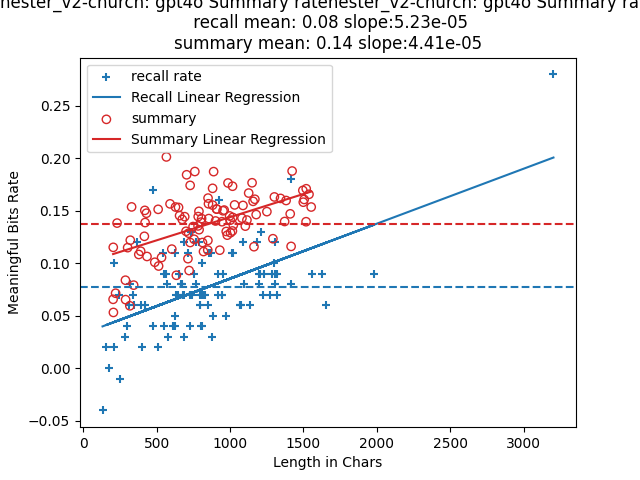 nester_v2-church: gpt4o Summary ratenester_v2-church: gpt4o Summary ra
recall mean: 0.08 slope:5.23e-05
summary mean: 0.14 slope:4.41e-05
recall rate
Recall Linear Regression
summary
Summary Linear Regression
Meaningful Bits Rate
0.25
0.20
0.15
0.10
0.05
0.00
−0.05
0
500
1000
1500
2000
2500
3000
Length in Chars